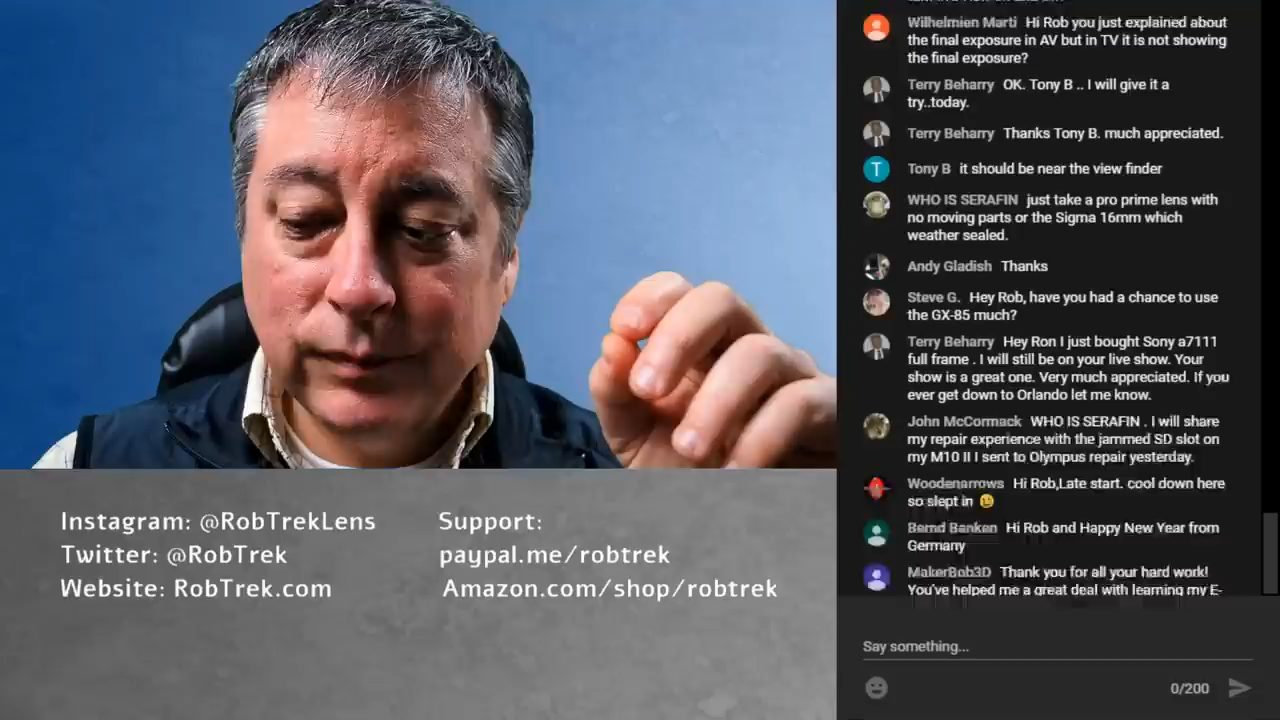 Instagram: @RobTrekLens
Twitter: @RobTrek
Website: RobTrek.com
Support:
paypal.me/robtrek
Amazon.com/shop/robtrek
Wilhelmien Marti Hi Rob you just explained about
the final exposure in AV but in TV it is not showing
the final exposure?
Terry Beharry OK. Tony B .. I will give it a
try..today.
Terry Beharry Thanks Tony B. much appreciated.
T
Tony B it should be near the view finder
WHO IS SERAFIN just take a pro prime lens with
no moving parts or the Sigma 16mm which
weather sealed.
Andy Gladish Thanks
Steve G. Hey Rob, have you had a chance to use
the GX-85 much?
Terry Beharry Hey Ron I just bought Sony a7111
full frame . I will still be on your live show. Your
show is a great one. Very much appreciated. If you
ever get down to Orlando let me know.
John McCormack WHO IS SERAFIN . I will share
my repair experience with the jammed SD slot on
my M10 II I sent to Olympus repair yesterday.
Woodenarrows Hi Rob,Late start. cool down here
so slept in
Bernd Banken Hi Rob and Happy New Year from
Germany
MakerBob3D Thank you for all your hard work!
You've helped me a great deal with learning my E-
Say something...
0/200